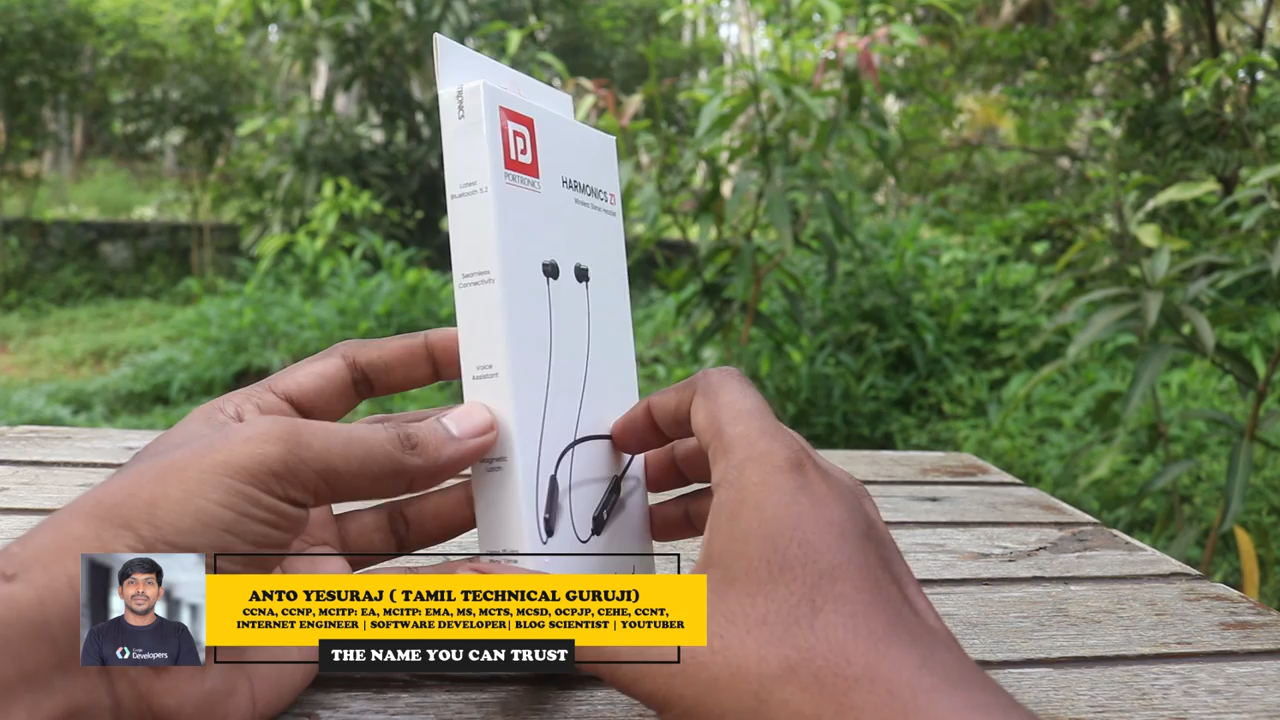 PORTRONICS
HARMONICS Z5
Wireless Stereo Headset
Latest
Bluetooth 5.2
Seamless
Connectivity
Voice
Assistant
Magnetic
Latch
ANTO YESURAJ ( TAMIL TECHNICAL GURUJI)
CCNA, CCNP, MCITP: EA, MCITP: EMA, MS, MCTS, MCSD, OCPJP, CEHE, CCNT,
INTERNET ENGINEER | SOFTWARE DEVELOPER| BLOG SCIENTIST | YOUTUBER
THE NAME YOU CAN TRUST
Google
Developers